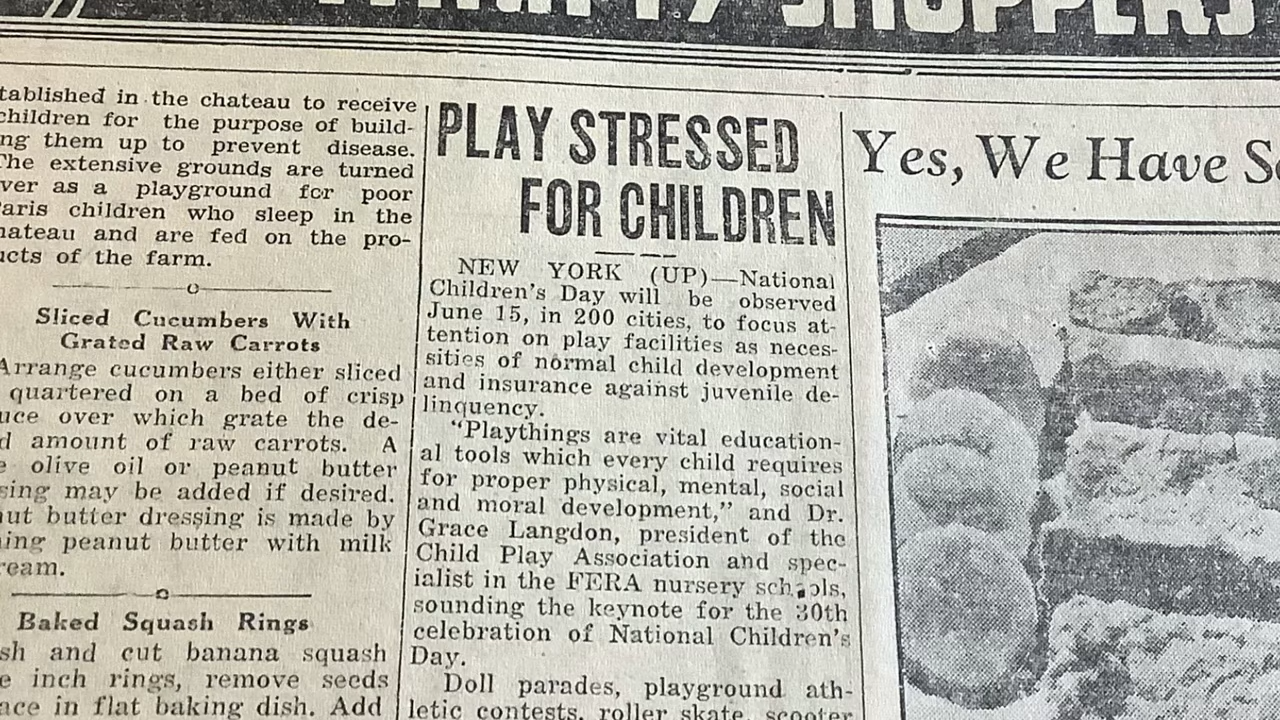 SHOPPERS
tablished in the chateau to receive
children for the purpose of build-
ng them up to prevent disease.
The extensive grounds are turned
ver as a playground for poor
aris children who sleep in the
hateau and are fed on the pro-
ucts of the farm.
Sliced Cucumbers With
Grated Raw Carrots
Arrange cucumbers either sliced
quartered on a bed of crisp
uce over which grate the de-
d amount of raw carrots. A
e olive oil or peanut butter
sing may be added if desired.
nut butter dressing is made by
ing peanut butter with milk
ream.
Baked Squash Rings
sh and cut banana squash
e inch rings, remove seeds
ace in flat baking dish. Add
PLAY STRESSED
FOR CHILDREN
NEW YORK (UP)—National
Children's Day will be observed
June 15, in 200 cities, to focus at-
tention on play facilities as neces-
sities of normal child development
and insurance against juvenile de-
linquency.
"Playthings are vital education-
al tools which every child requires
for proper physical, mental, social
and moral development," and Dr.
Grace Langdon, president of the
Child Play Association and spec-
ialist in the FERA nursery schools,
sounding the keynote for the 30th
celebration of National Children's
Day.
Doll parades, playground ath-
letic contests, roller skate, scooter
Yes, We Have So